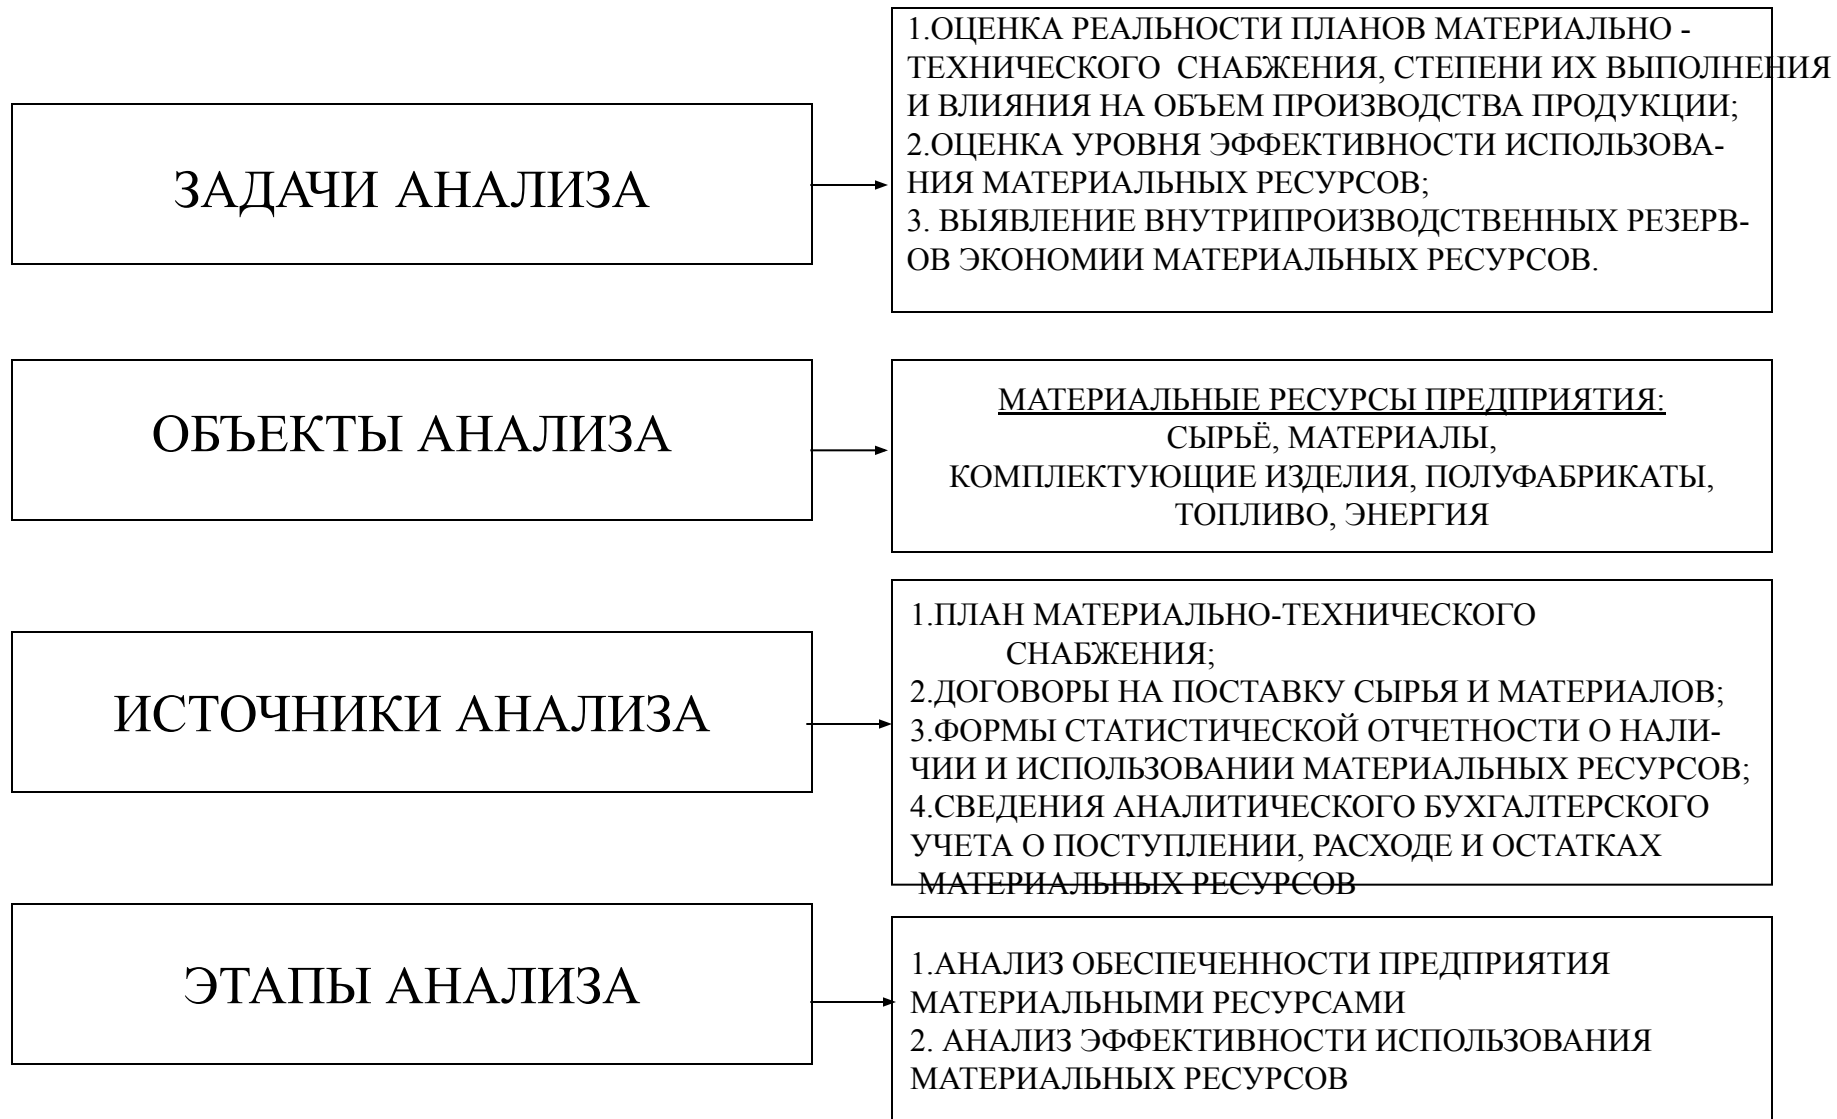 ЗАДАЧИ АНАЛИЗА
1.ОЦЕНКА РЕАЛЬНОСТИ ПЛАНОВ МАТЕРИАЛЬНО -
ТЕХНИЧЕСКОГО СНАБЖЕНИЯ, СТЕПЕНИ ИХ ВЫПОЛНЕНИЯ
И ВЛИЯНИЯ НА ОБЪЕМ ПРОИЗВОДСТВА ПРОДУКЦИИ;
2.ОЦЕНКА УРОВНЯ ЭФФЕКТИВНОСТИ ИСПОЛЬЗОВА-
НИЯ МАТЕРИАЛЬНЫХ РЕСУРСОВ;
3. ВЫЯВЛЕНИЕ ВНУТРИПРОИЗВОДСТВЕННЫХ РЕЗЕРВ-
ОВ ЭКОНОМИИ МАТЕРИАЛЬНЫХ РЕСУРСОВ.
ОБЪЕКТЫ АНАЛИЗА
МАТЕРИАЛЬНЫЕ РЕСУРСЫ ПРЕДПРИЯТИЯ:
СЫРЬЁ, МАТЕРИАЛЫ,
КОМПЛЕКТУЮЩИЕ ИЗДЕЛИЯ, ПОЛУФАБРИКАТЫ,
ТОПЛИВО, ЭНЕРГИЯ
ИСТОЧНИКИ АНАЛИЗА
1.ПЛАН МАТЕРИАЛЬНО-ТЕХНИЧЕСКОГО
СНАБЖЕНИЯ;
2.ДОГОВОРЫ НА ПОСТАВКУ СЫРЬЯ И МАТЕРИАЛОВ;
3.ФОРМЫ СТАТИСТИЧЕСКОЙ ОТЧЕТНОСТИ О НАЛИ-
ЧИИ И ИСПОЛЬЗОВАНИИ МАТЕРИАЛЬНЫХ РЕСУРСОВ;
4.СВЕДЕНИЯ АНАЛИТИЧЕСКОГО БУХГАЛТЕРСКОГО
УЧЕТА О ПОСТУПЛЕНИИ, РАСХОДЕ И ОСТАТКАХ
МАТЕРИАЛЬНЫХ РЕСУРСОВ
ЭТАПЫ АНАЛИЗА
1.АНАЛИЗ ОБЕСПЕЧЕННОСТИ ПРЕДПРИЯТИЯ
МАТЕРИАЛЬНЫМИ РЕСУРСАМИ
2. АНАЛИЗ ЭФФЕКТИВНОСТИ ИСПОЛЬЗОВАНИЯ
МАТЕРИАЛЬНЫХ РЕСУРСОВ